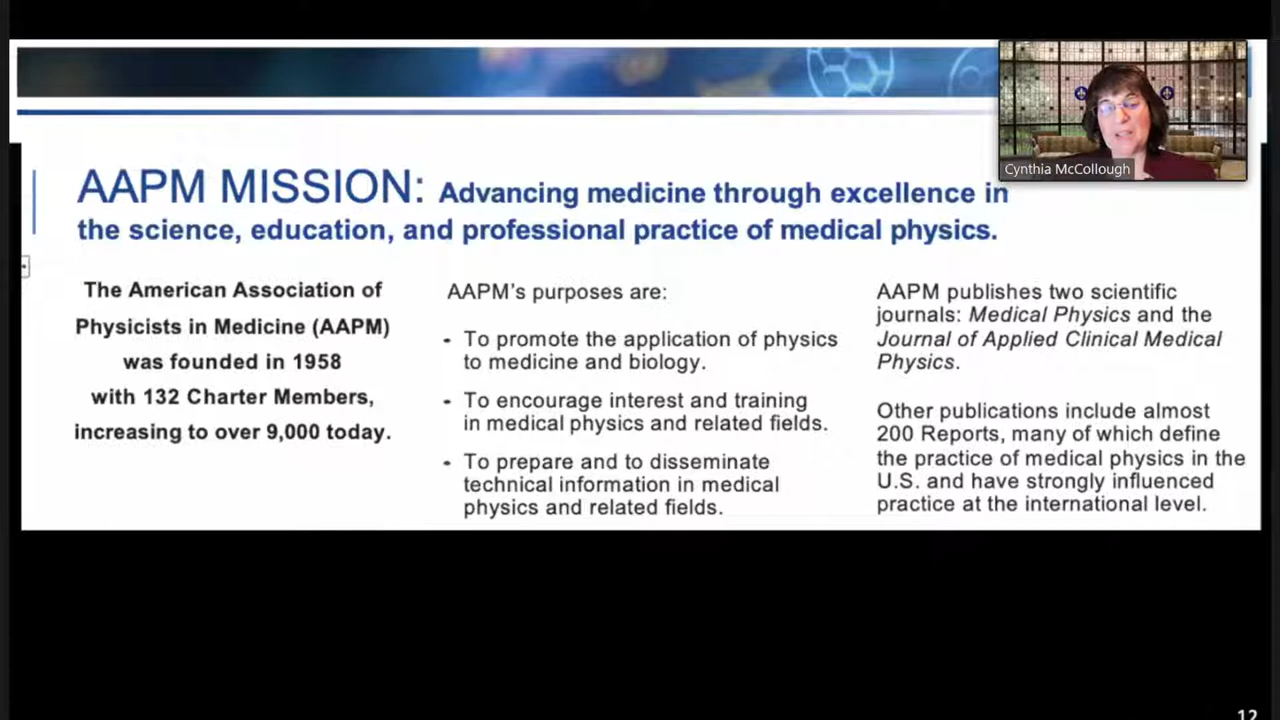 Cynthia McCollough
AAPM MISSION: Advancing medicine through excellence in
the science, education, and professional practice of medical physics.
The American Association of
Physicists in Medicine (AAPM)
was founded in 1958
with 132 Charter Members,
increasing to over 9,000 today.
AAPM's purposes are:
- To promote the application of physics
to medicine and biology.
- To encourage interest and training
in medical physics and related fields.
- To prepare and to disseminate
technical information in medical
physics and related fields.
AAPM publishes two scientific
journals: Medical Physics and the
Journal of Applied Clinical Medical
Physics.
Other publications include almost
200 Reports, many of which define
the practice of medical physics in the
U.S. and have strongly influenced
practice at the international level.
12